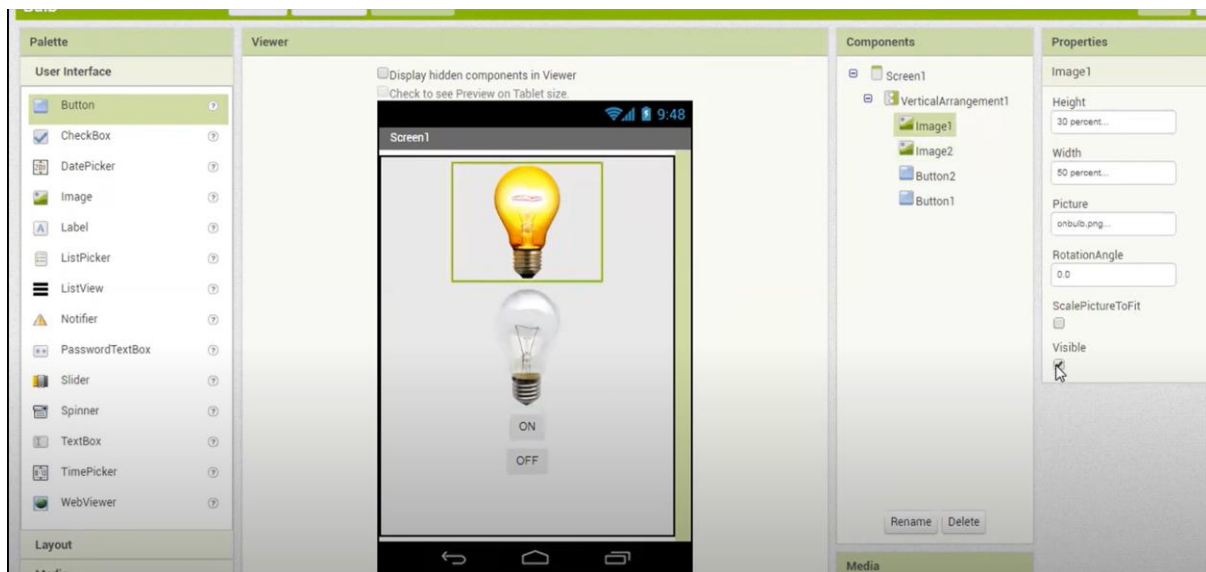 Palette
User Interface
Button
CheckBox
DatePicker
Image
Label
ListPicker
ListView
Notifier
PasswordTextBox
Slider
Spinner
TextBox
TimePicker
WebViewer
Layout
Viewer
Display hidden components in Viewer
Check to see Preview on Tablet size.
9:48
Screen1
ON
OFF
Components
Screen1
VerticalArrangement1
Image1
Image2
Button2
Button1
Rename Delete
Media
Properties
Image1
Height
30 percent...
Width
50 percent...
Picture
onbulb.png...
RotationAngle
0.0
ScalePictureToFit
Visible